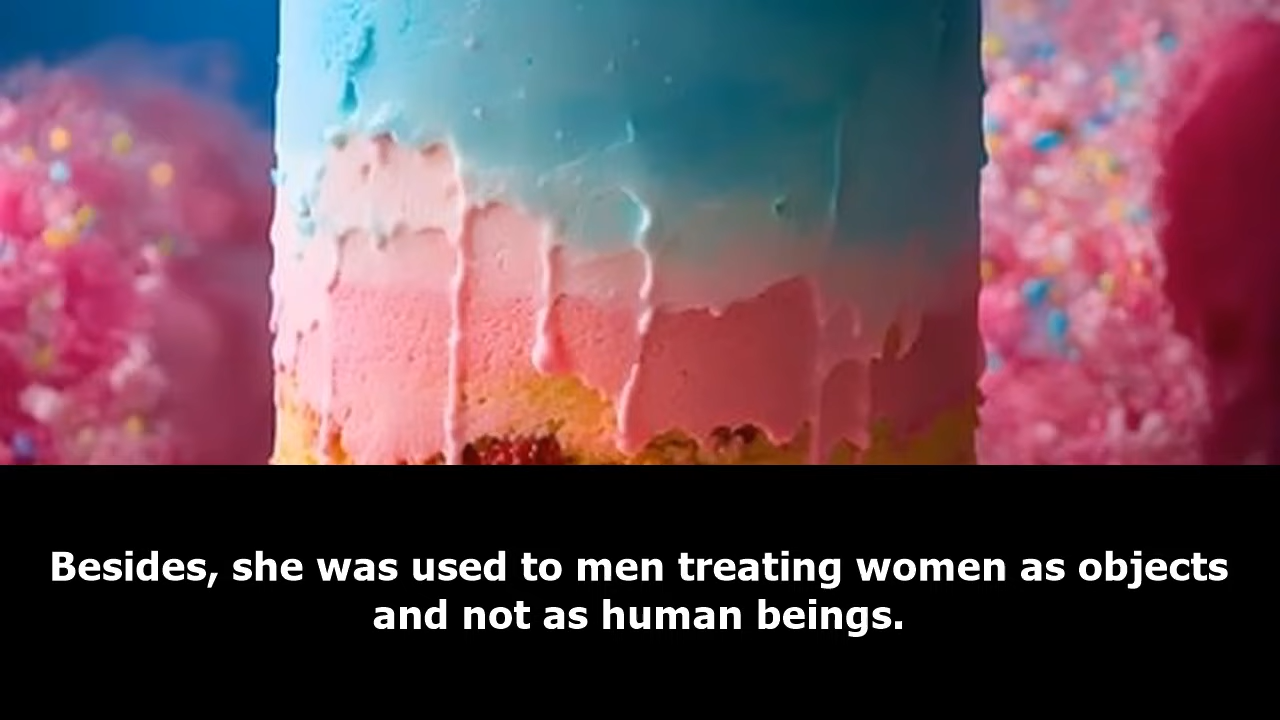 Besides, she was used to men treating women as objects
and not as human beings.